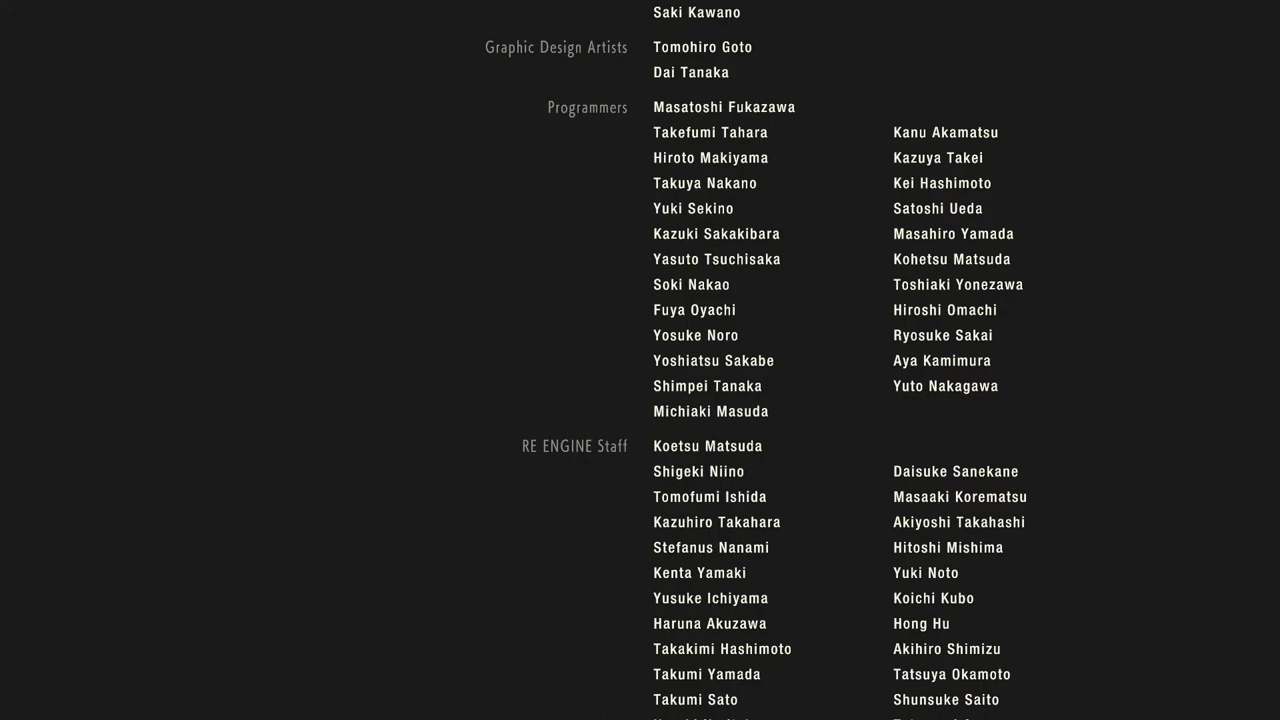 Saki Kawano
Graphic Design Artists Tomohiro Goto
Dai Tanaka
Programmers Masatoshi Fukazawa
Takefumi Tahara Kanu Akamatsu
Hiroto Makiyama Kazuya Takei
Takuya Nakano Kei Hashimoto
Yuki Sekino Satoshi Ueda
Kazuki Sakakibara Masahiro Yamada
Yasuto Tsuchisaka Kohetsu Matsuda
Soki Nakao Toshiaki Yonezawa
Fuya Oyachi Hiroshi Omachi
Yosuke Noro Ryosuke Sakai
Yoshiatsu Sakabe Aya Kamimura
Shimpei Tanaka Yuto Nakagawa
Michiaki Masuda
RE ENGINE Staff Koetsu Matsuda
Shigeki Niino Daisuke Sanekane
Tomofumi Ishida Masaaki Korematsu
Kazuhiro Takahara Akiyoshi Takahashi
Stefanus Nanami Hitoshi Mishima
Kenta Yamaki Yuki Noto
Yusuke Ichiyama Koichi Kubo
Haruna Akuzawa Hong Hu
Takakimi Hashimoto Akihiro Shimizu
Takumi Yamada Tatsuya Okamoto
Takumi Sato Shunsuke Saito